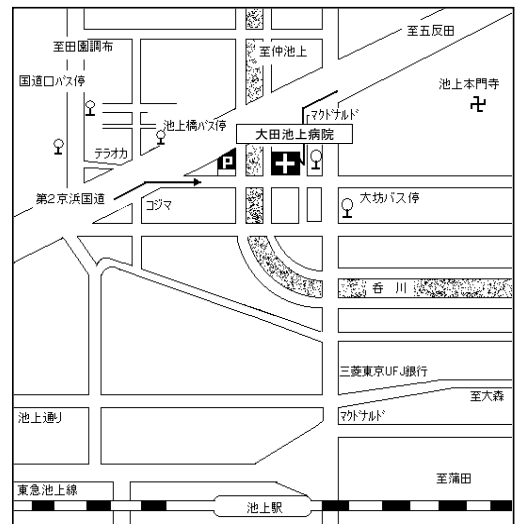 至五反田
至田園調布
至仲池上
国道口バス停
池上本門寺
卍
マクドナルド
池上橋バス停
大田池上病院
テラオカ
P
第2京浜国道
コジマ
大坊バス停
呑川
三菱東京UFJ銀行
至大森
池上通り
マクドナルド
至蒲田
東急池上線
池上駅